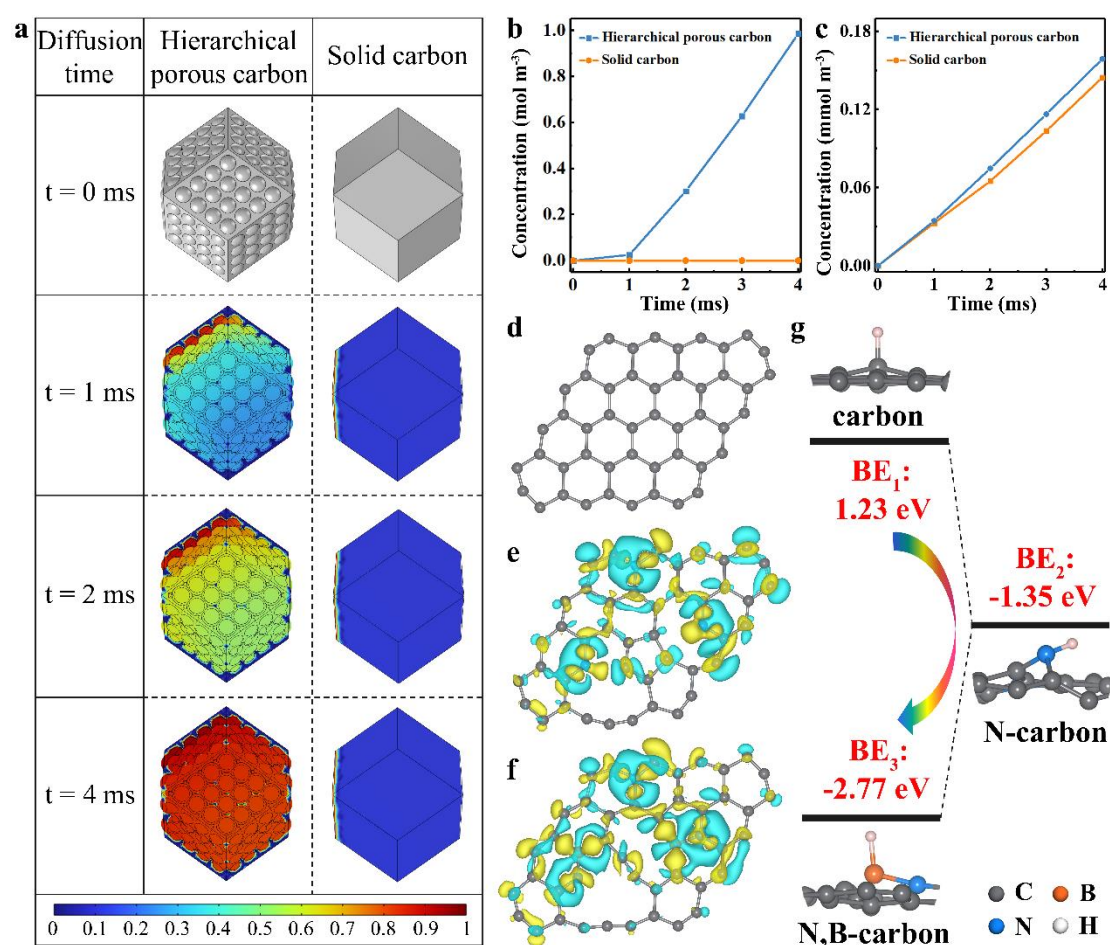 a
Diffusion time
Hierarchical porous carbon
Solid carbon
t = 0 ms
t = 1 ms
t = 2 ms
t = 4 ms
0 0.1 0.2 0.3 0.4 0.5 0.6 0.7 0.8 0.9 1
b
Concentration (mol m⁻³)
1.0
0.8
0.6
0.4
0.2
0.0
Hierarchical porous carbon
Solid carbon
0 1 2 3 4
Time (ms)
c
Concentration (mmol m⁻³)
0.18
0.12
0.06
0.00
Hierarchical porous carbon
Solid carbon
0 1 2 3 4
Time (ms)
d
e
f
g
carbon
BE₁:
1.23 eV
BE₂:
-1.35 eV
N-carbon
BE₃:
-2.77 eV
N,B-carbon
C B
N H